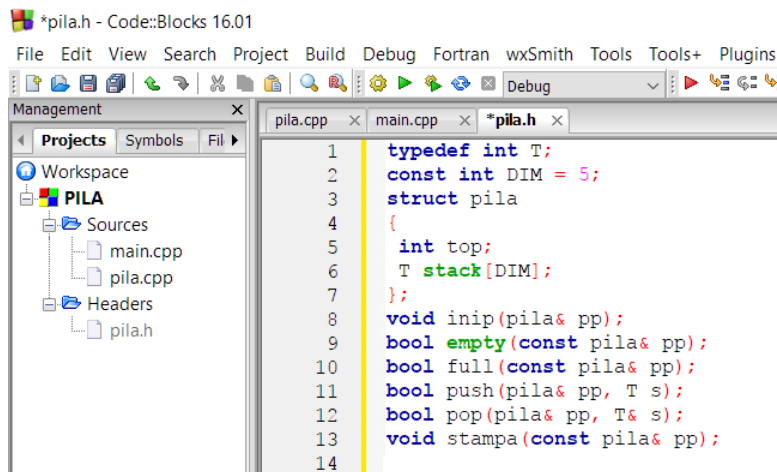 *pila.h - Code::Blocks 16.01
File Edit View Search Project Build Debug Fortran wxSmith Tools Tools+ Plugins
Debug
Management
Projects Symbols Fil
Workspace
PILA
Sources
main.cpp
pila.cpp
Headers
pila.h
pila.cpp main.cpp *pila.h
1 typedef int T;
2 const int DIM = 5;
3 struct pila
4 {
5 int top;
6 T stack[DIM];
7 };
8 void inip(pila& pp);
9 bool empty(const pila& pp);
10 bool full(const pila& pp);
11 bool push(pila& pp, T s);
12 bool pop(pila& pp, T& s);
13 void stampa(const pila& pp);
14